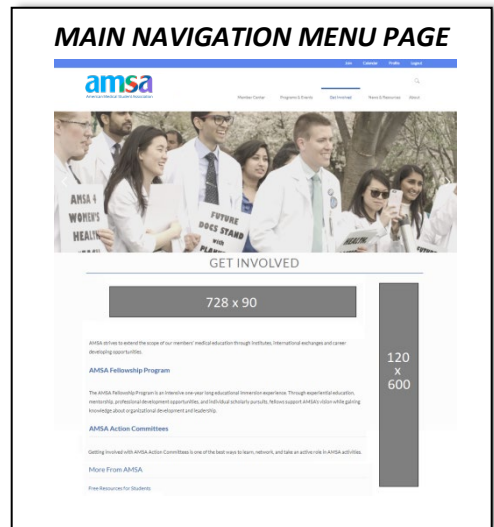 MAIN NAVIGATION MENU PAGE
Join Calendar Profile Logout
amsa
American Medical Student Association
Member Center Programs & Events Get Involved News & Resources About
AMSA 4
WOMEN'S
HEALTH
FUTURE
DOCS STAND
with
HEALTH
GET INVOLVED
728 x 90
120
x
600
AMSA strives to extend the scope of our members' medical education through institutes, international exchanges and career
developing opportunities.
AMSA Fellowship Program
The AMSA Fellowship Program is an intensive one-year long educational immersion experience. Through experiential education,
mentorship, professional development opportunities, and individual scholarly pursuits, fellows support AMSA's vision while gaining
knowledge about organizational development and leadership.
AMSA Action Committees
Getting involved with AMSA Action Committees is one of the best ways to learn, network, and take an active role in AMSA activities.
More From AMSA
Free Resources for Students